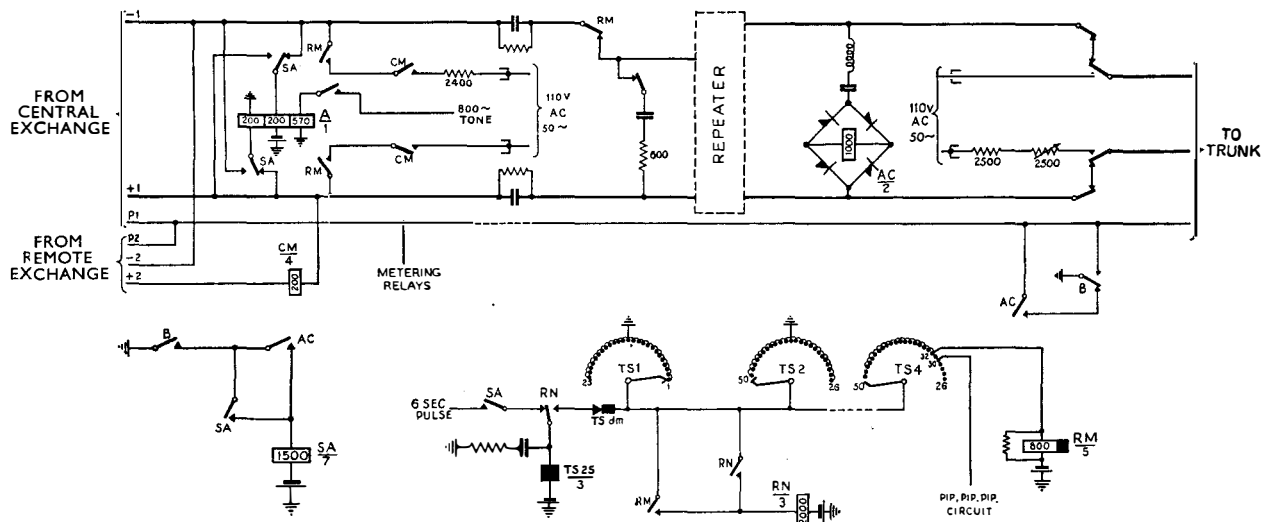 -1
FROM
CENTRAL
EXCHANGE
+1
P1
FROM
REMOTE
EXCHANGE
P2
-2
+2
SA
200
200
570
A
1
SA
RM
RM
CM
CM
2400
800~
TONE
110V
AC
50~
CM
4
200
METERING
RELAYS
RM
600
REPEATER
1000
AC
2
110V
AC
50~
2500
2500
TO
TRUNK
AC
B
B
AC
SA
1500
SA
7
6 SEC
PULSE
SA
RN
TS dm
TS 25
3
TS1
25
1
TS2
50
26
TS4
50
32
30
26
RM
RN
RN
3
2000
PIP, PIP, PIP,
CIRCUIT
800
RM
5